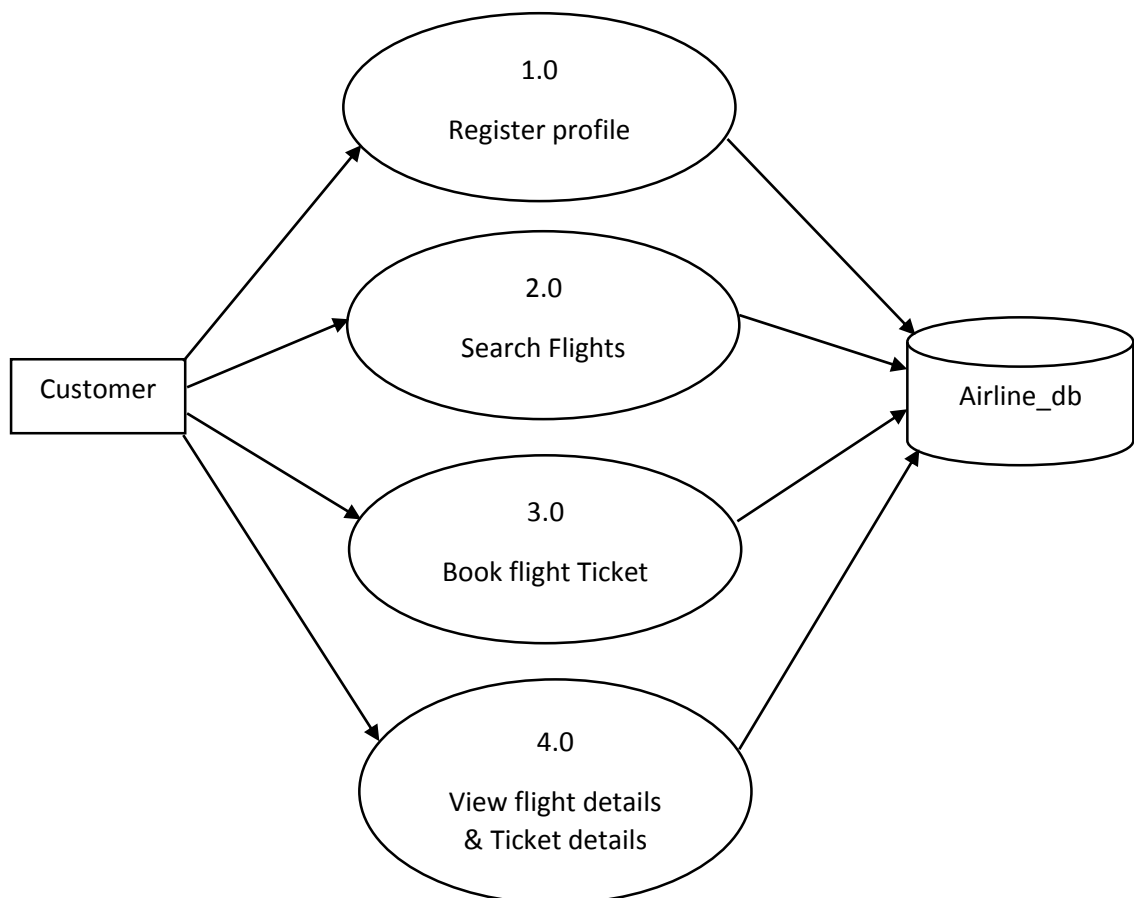 1.0
Register profile
2.0
Search Flights
Customer
Airline_db
3.0
Book flight Ticket
4.0
View flight details
& Ticket details